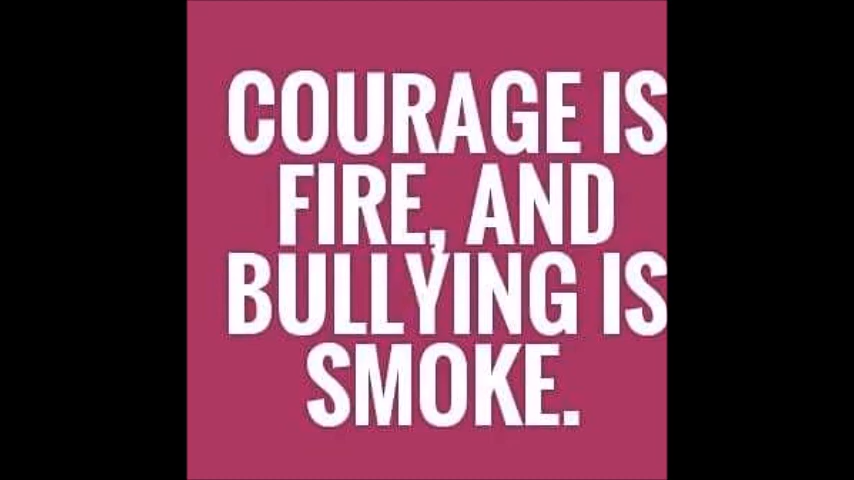 COURAGE IS
FIRE, AND
BULLYING IS
SMOKE.